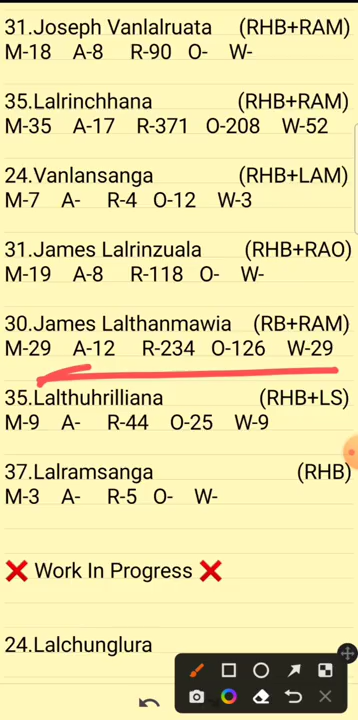 31.Joseph Vanlalruata (RHB+RAM)
M-18 A-8 R-90 O- W-
35.Lalrinchhana (RHB+RAM)
M-35 A-17 R-371 O-208 W-52
24.Vanlansanga (RHB+LAM)
M-7 A- R-4 O-12 W-3
31.James Lalrinzuala (RHB+RAO)
M-19 A-8 R-118 O- W-
30.James Lalthanmawia (RB+RAM)
M-29 A-12 R-234 O-126 W-29
35.Lalthuhrilliana (RHB+LS)
M-9 A- R-44 O-25 W-9
37.Lalramsanga (RHB)
M-3 A- R-5 O- W-
❌ Work In Progress ❌
24.Lalchunglura